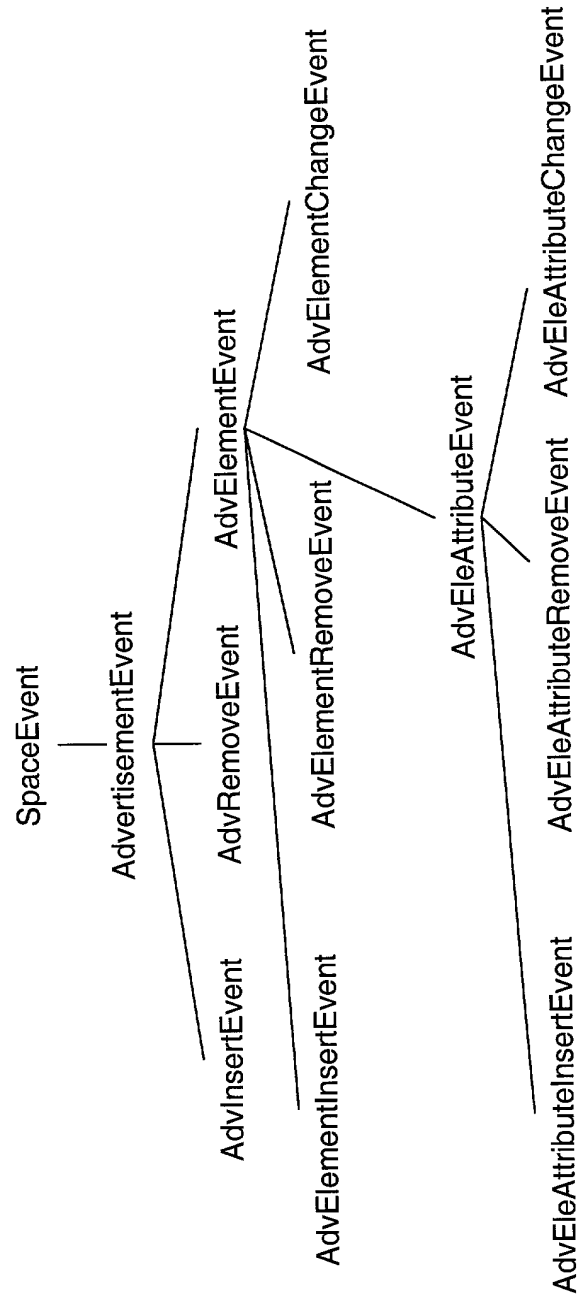 SpaceEvent
AdvertisementEvent
AdvInsertEvent
AdvRemoveEvent
AdvElementEvent
AdvElementInsertEvent
AdvElementRemoveEvent
AdvElementChangeEvent
AdvEleAttributeEvent
AdvEleAttributeInsertEvent
AdvEleAttributeRemoveEvent
AdvEleAttributeChangeEvent